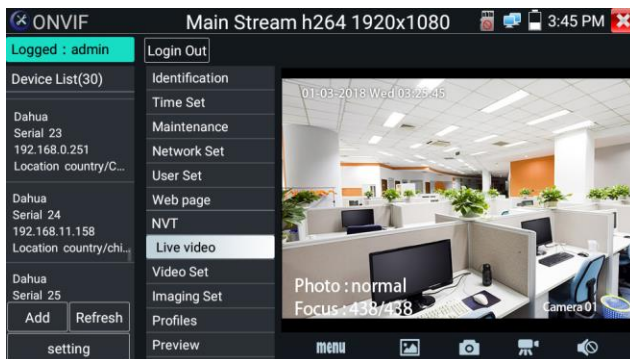 ONVIF
Main Stream h264 1920x1080
3:45 PM
Logged : admin
Login Out
Device List(30)
Dahua
Serial 23
192.168.0.251
Location country/C...
Dahua
Serial 24
192.168.11.158
Location country/chi...
Dahua
Serial 25
Add
Refresh
setting
Identification
Time Set
Maintenance
Network Set
User Set
Web page
NVT
Live video
Video Set
Imaging Set
Profiles
Preview
01-03-2018 Wed 03:25:45
Photo : normal
Focus : 438/438
Camera 01
menu